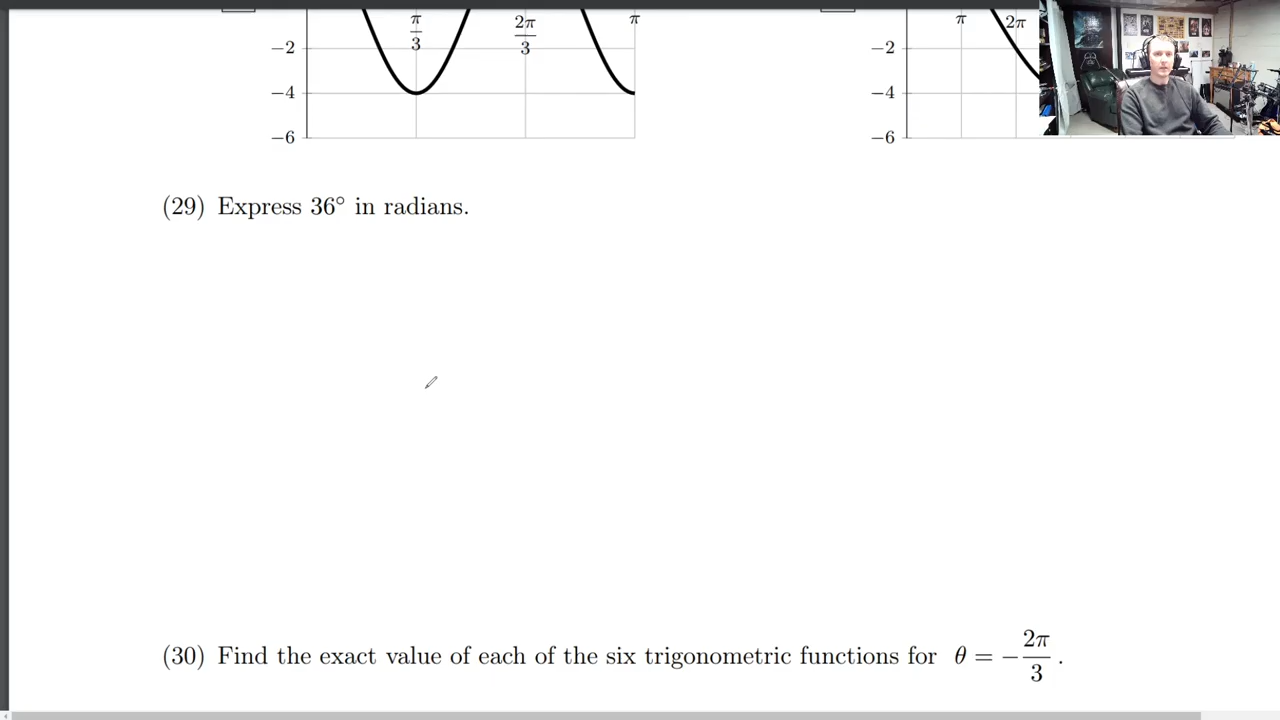 π/3
2π/3
π
−2
−4
−6
π
2π
−2
−4
−6
(29) Express 36° in radians.
(30) Find the exact value of each of the six trigonometric functions for θ = −2π/3 .